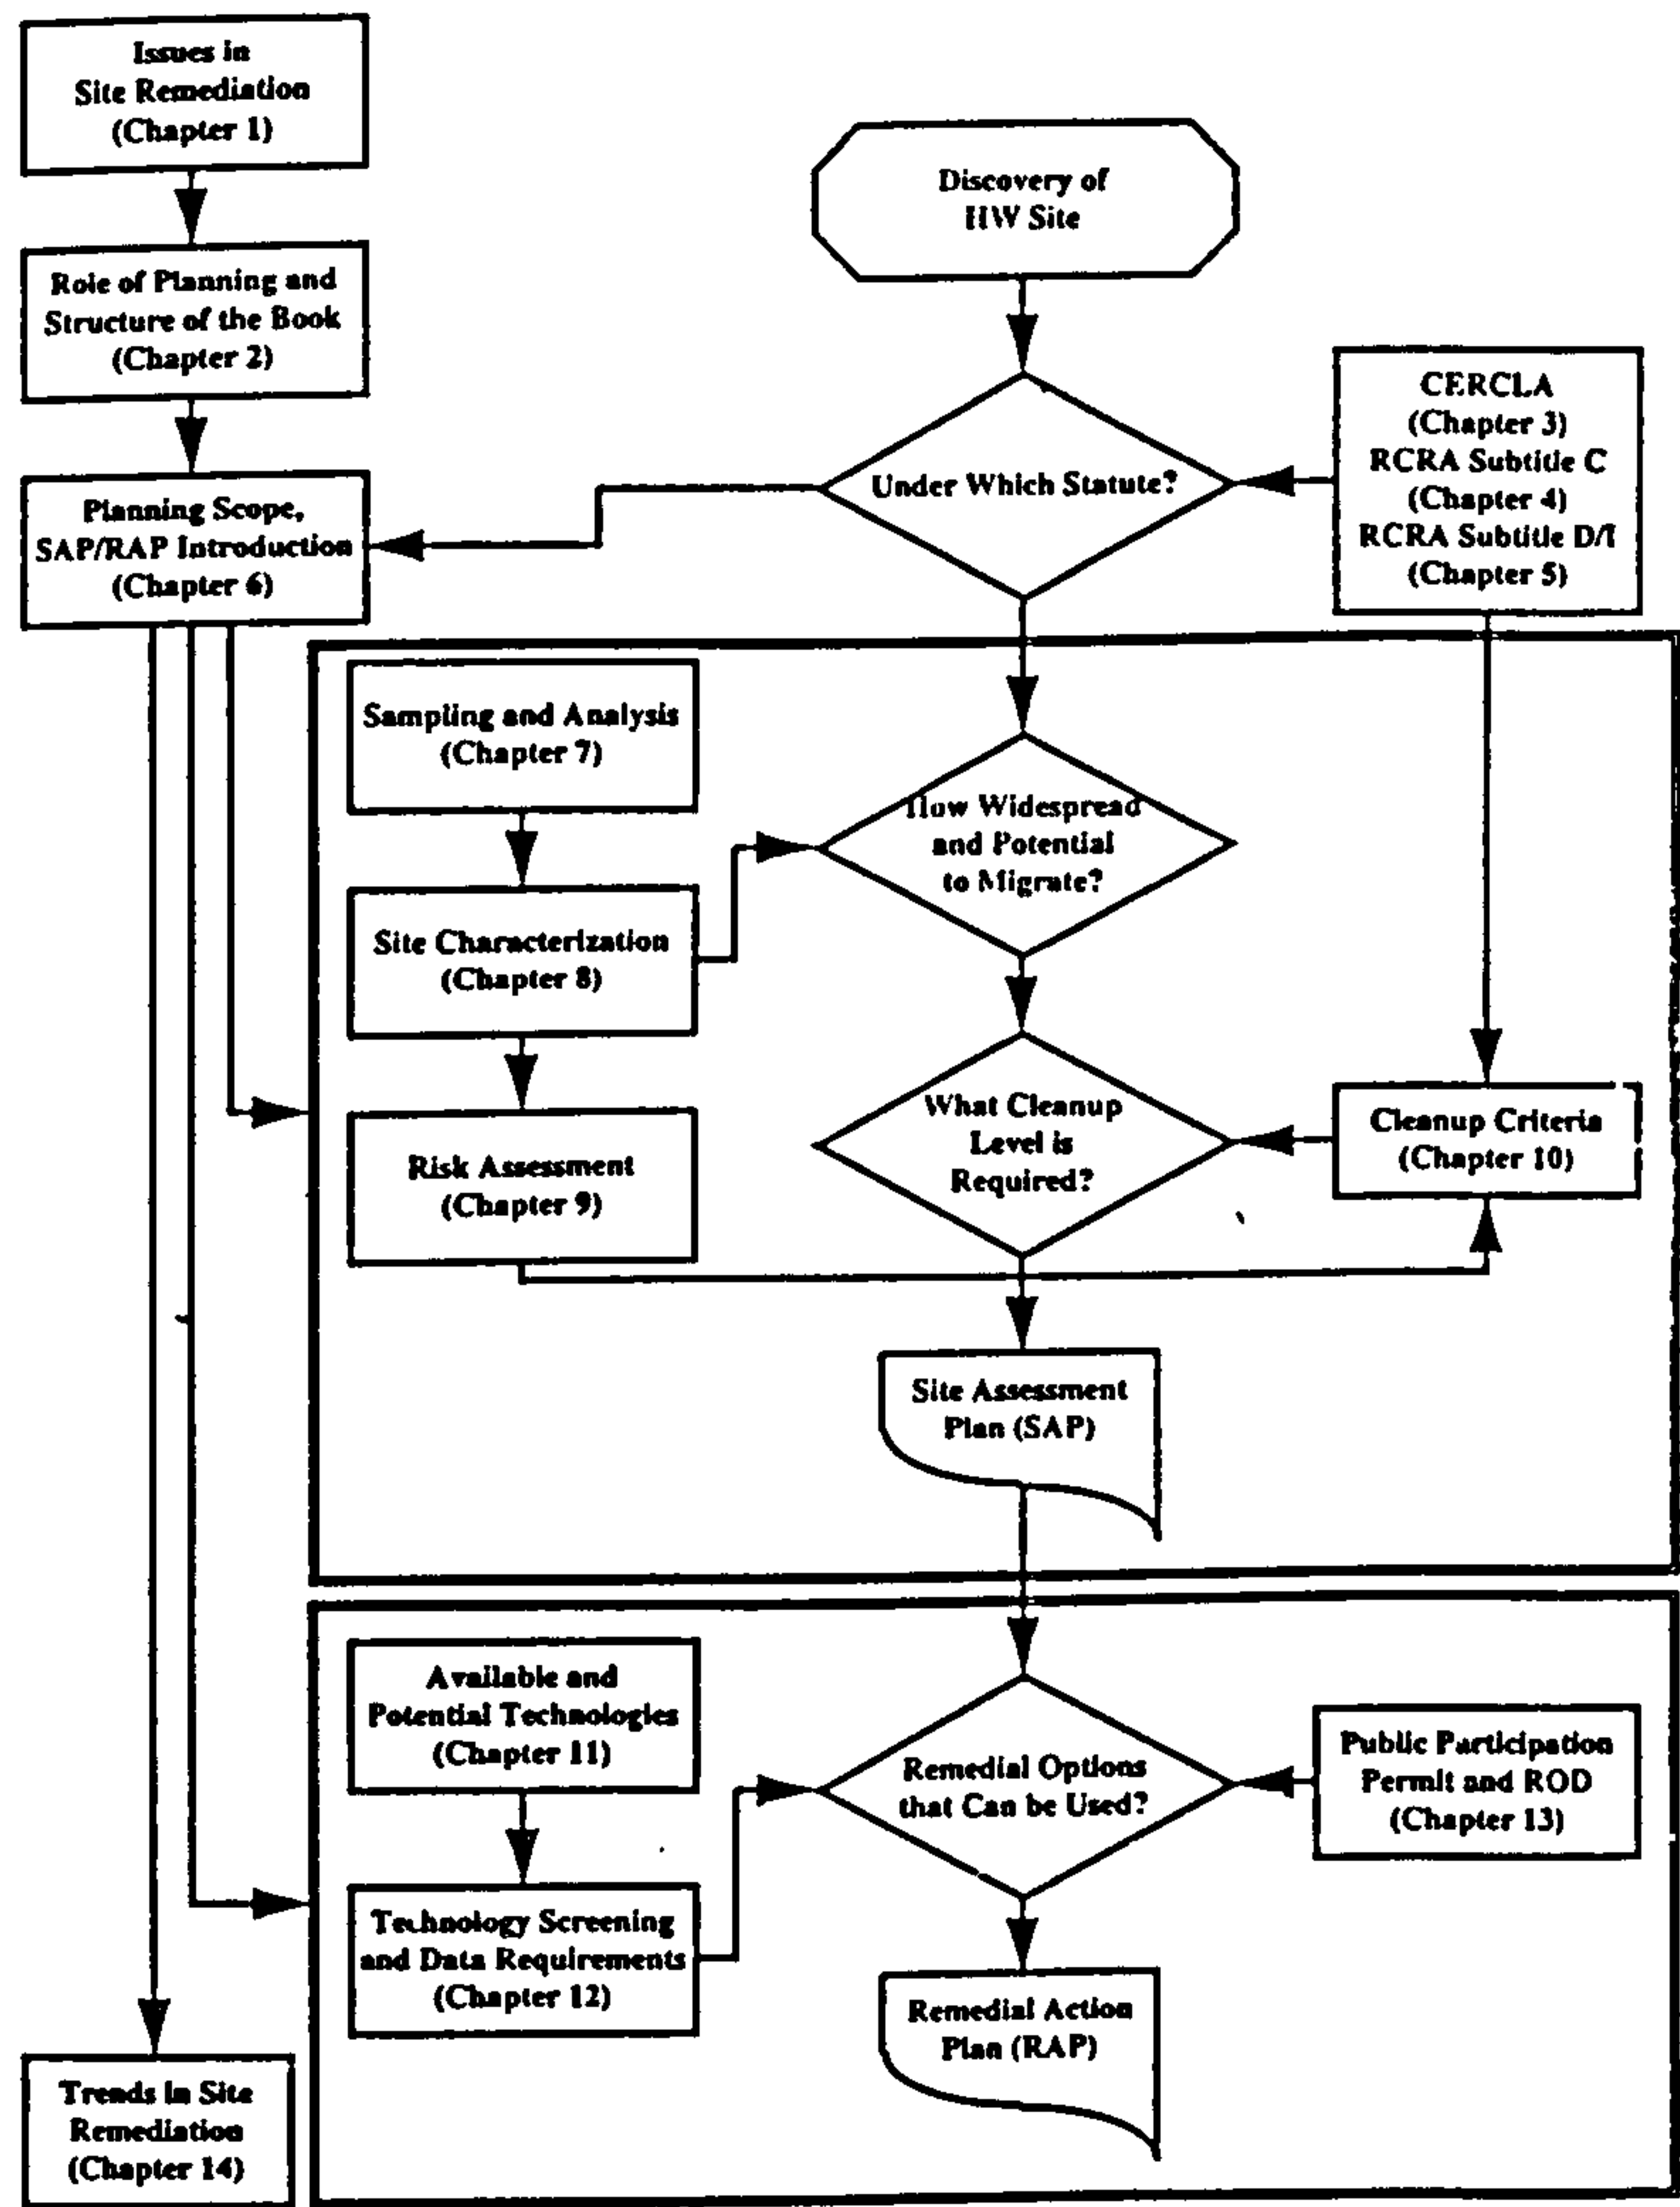 Issues in
Site Remediation
(Chapter 1)
Discovery of
HW Site
Role of Planning and
Structure of the Book
(Chapter 2)
CERCLA
(Chapter 3)
RCRA Subtitle C
(Chapter 4)
RCRA Subtitle D/I
(Chapter 5)
Under Which Statute?
Planning Scope,
SAP/RAP Introduction
(Chapter 6)
Sampling and Analysis
(Chapter 7)
How Widespread
and Potential
to Migrate?
Site Characterization
(Chapter 8)
What Cleanup
Level is
Required?
Cleanup Criteria
(Chapter 10)
Risk Assessment
(Chapter 9)
Site Assessment
Plan (SAP)
Available and
Potential Technologies
(Chapter 11)
Remedial Options
that Can be Used?
Public Participation
Permit and ROD
(Chapter 13)
Technology Screening
and Data Requirements
(Chapter 12)
Remedial Action
Plan (RAP)
Trends in Site
Remediation
(Chapter 14)